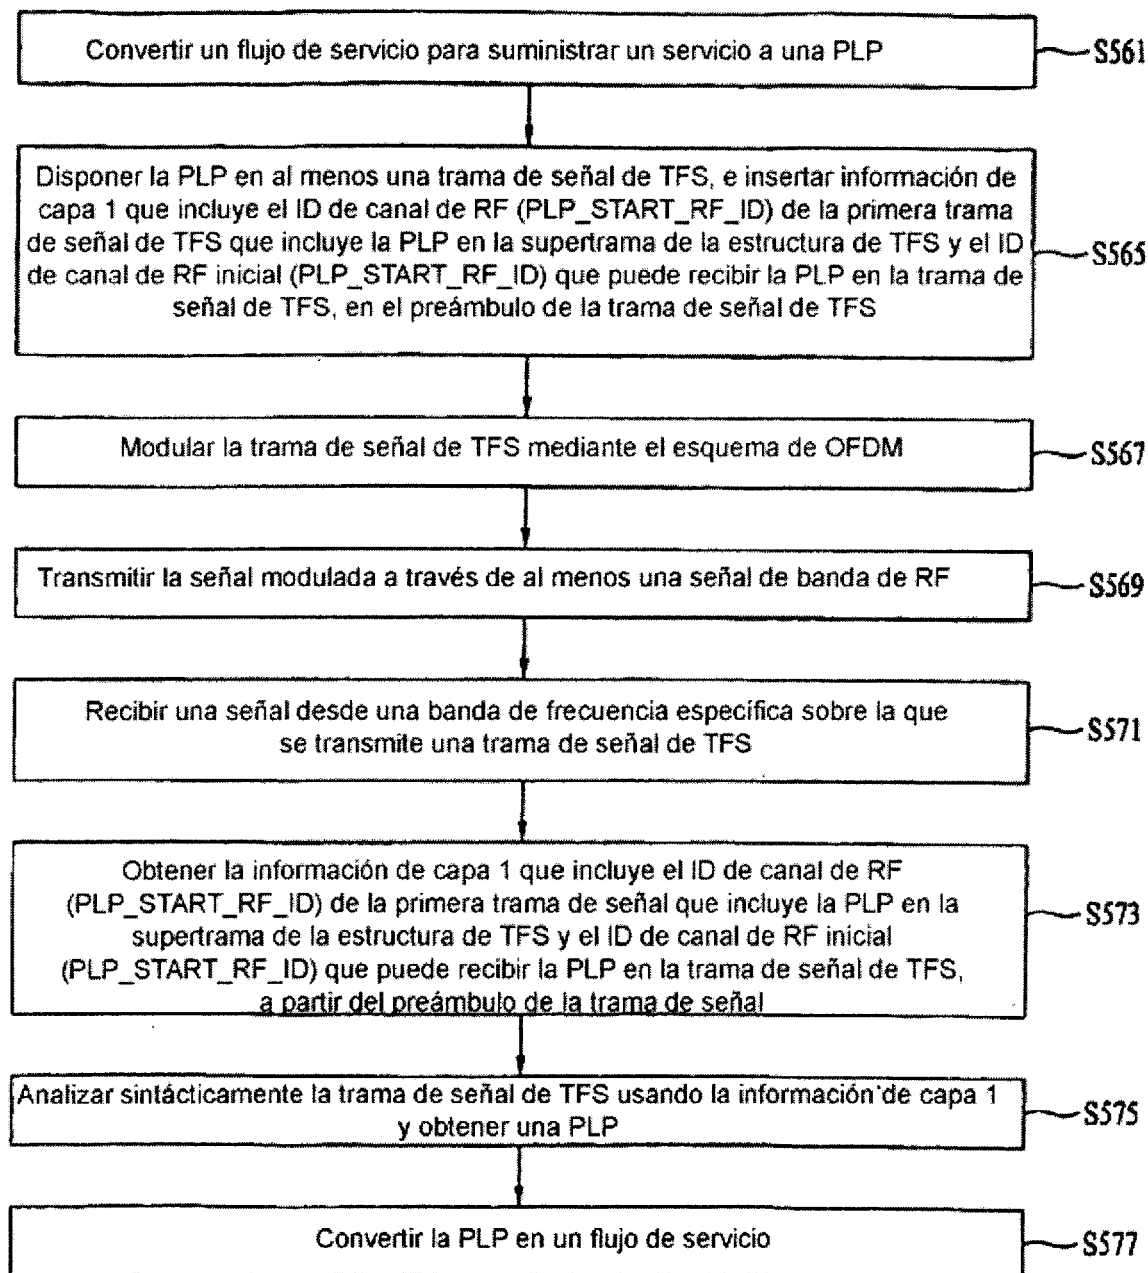 Convertir un flujo de servicio para suministrar un servicio a una PLP
S561
Disponer la PLP en al menos una trama de señal de TFS, e insertar información de
capa 1 que incluye el ID de canal de RF (PLP_START_RF_ID) de la primera trama
de señal de TFS que incluye la PLP en la supertrama de la estructura de TFS y el ID
de canal de RF inicial (PLP_START_RF_ID) que puede recibir la PLP en la trama de
señal de TFS, en el preámbulo de la trama de señal de TFS
S565
Modular la trama de señal de TFS mediante el esquema de OFDM
S567
Transmitir la señal modulada a través de al menos una señal de banda de RF
S569
Recibir una señal desde una banda de frecuencia específica sobre la que
se transmite una trama de señal de TFS
S571
Obtener la información de capa 1 que incluye el ID de canal de RF
(PLP_START_RF_ID) de la primera trama de señal que incluye la PLP en la
supertrama de la estructura de TFS y el ID de canal de RF inicial
(PLP_START_RF_ID) que puede recibir la PLP en la trama de señal de TFS,
a partir del preámbulo de la trama de señal
S573
Analizar sintácticamente la trama de señal de TFS usando la información de capa 1
y obtener una PLP
S575
Convertir la PLP en un flujo de servicio
S577